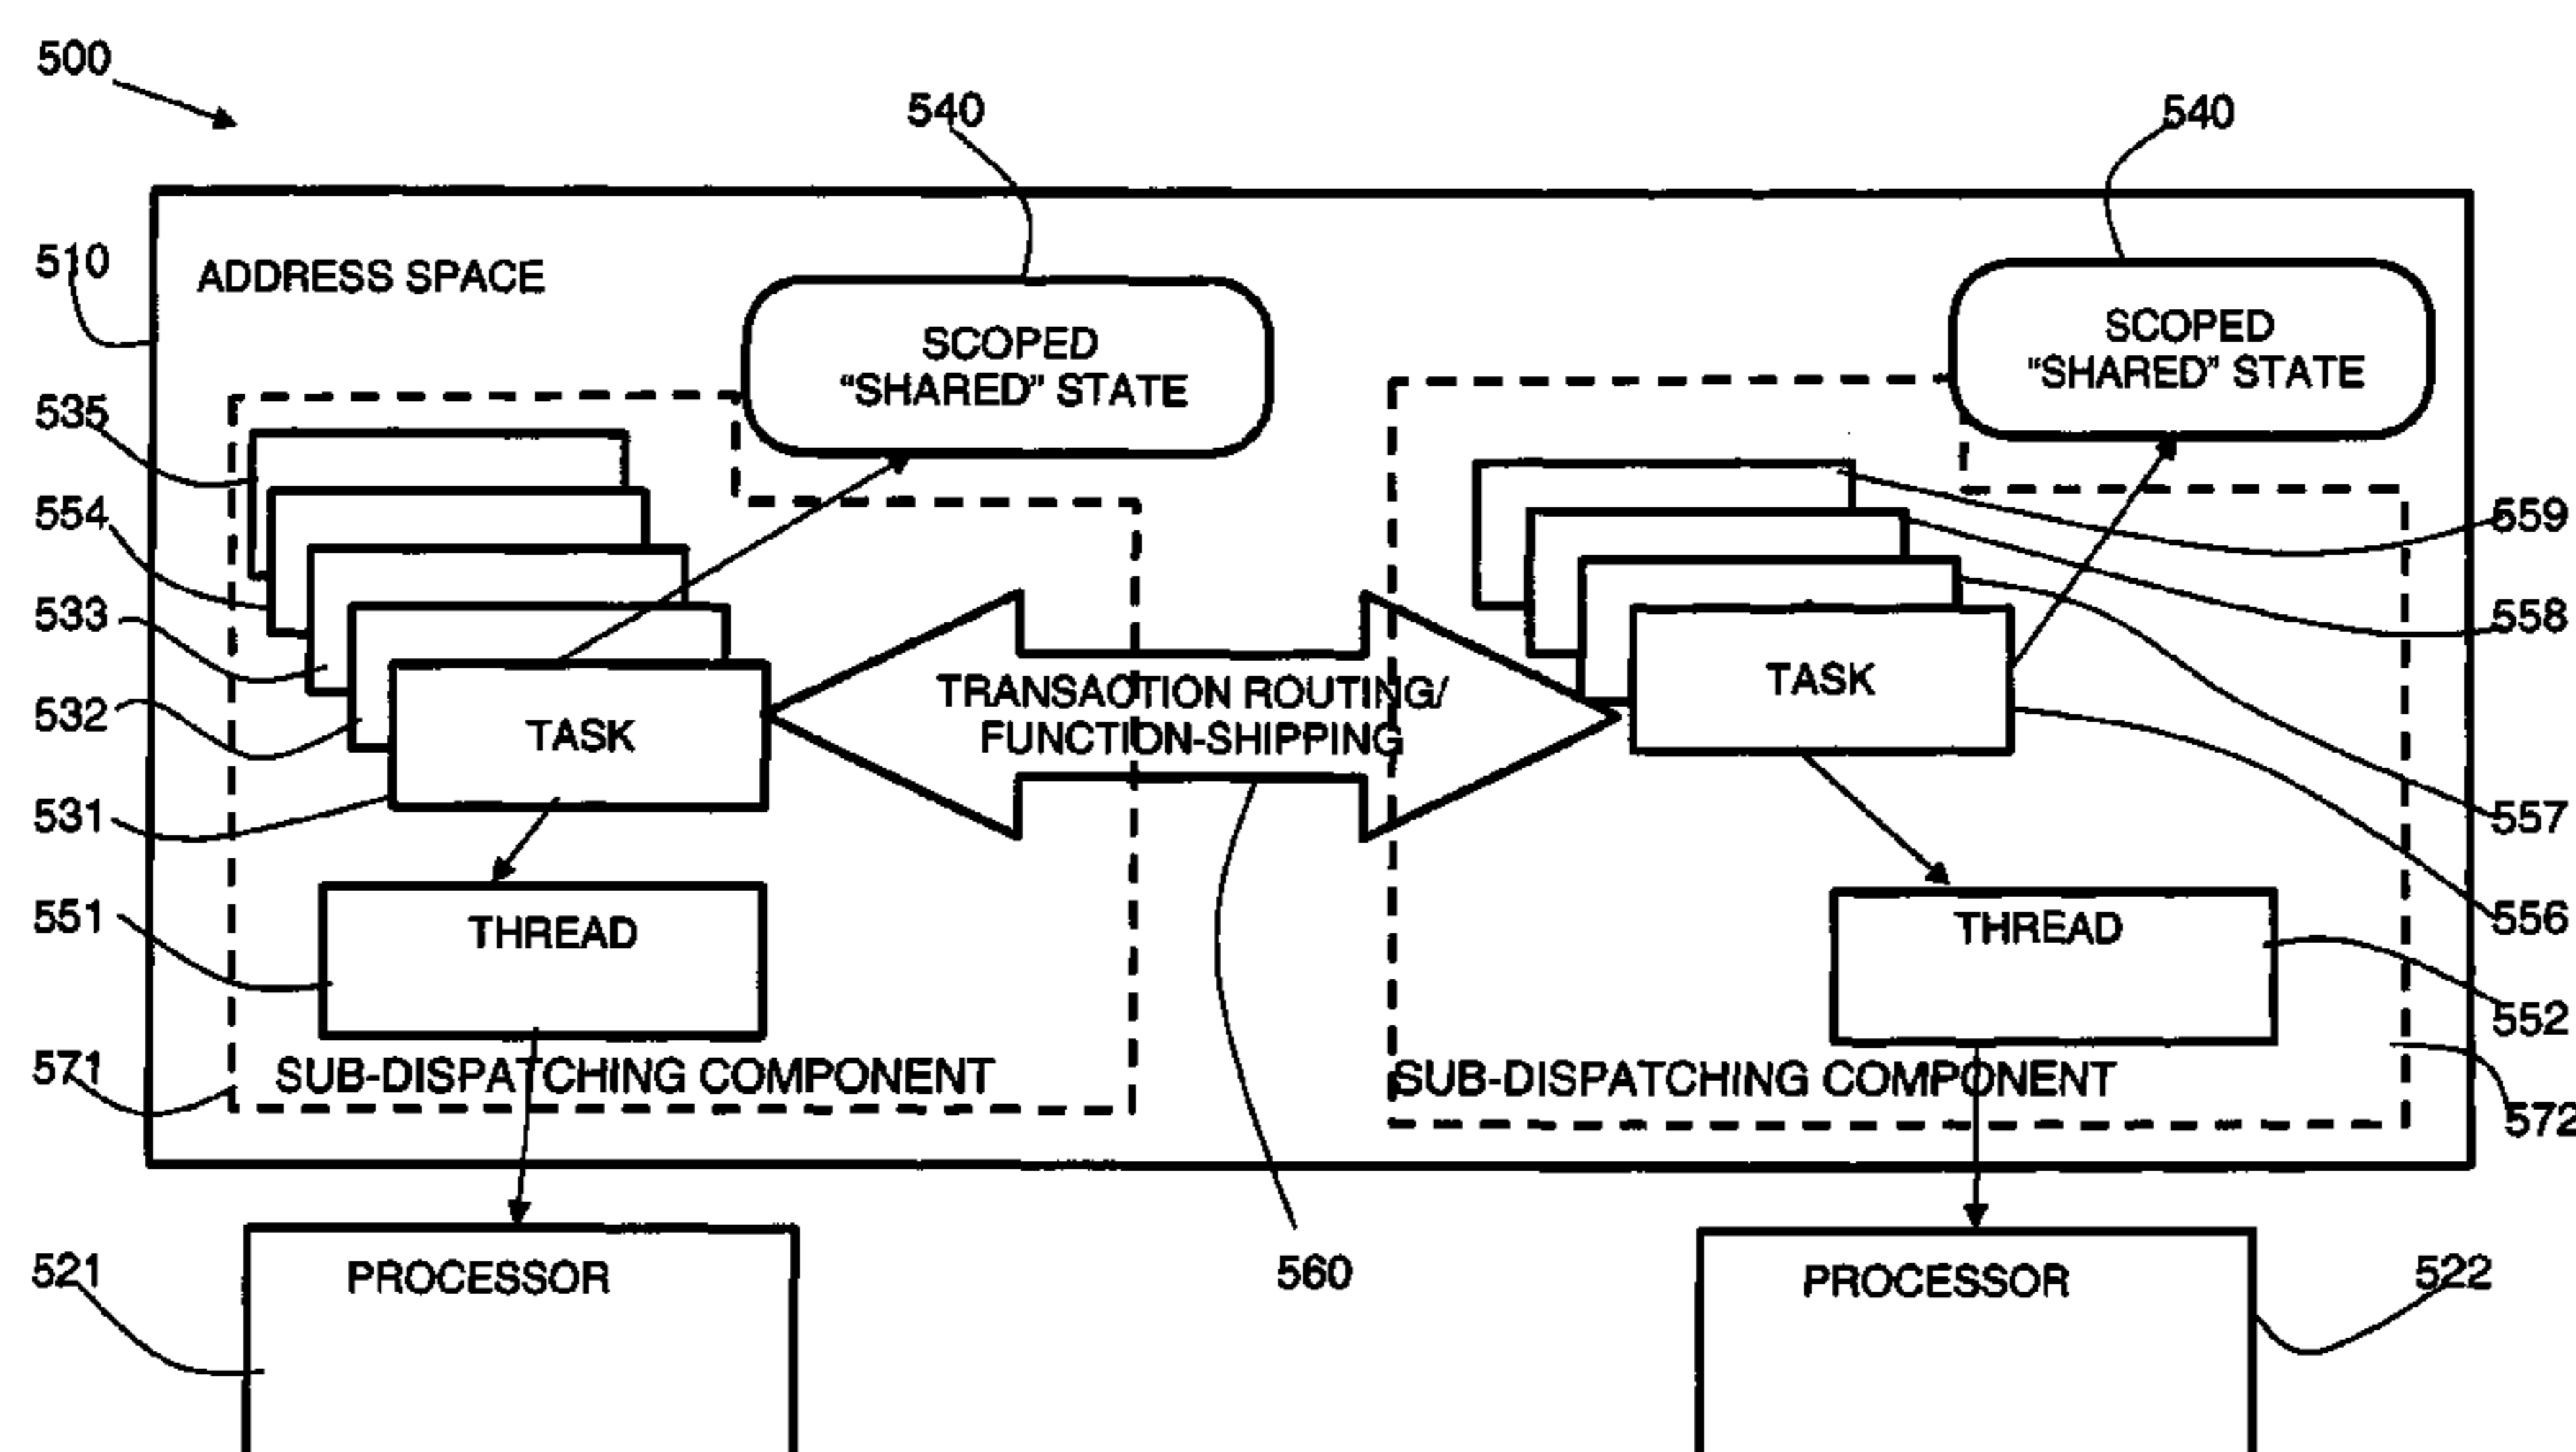 500
540
540
510
ADDRESS SPACE
SCOPED
“SHARED” STATE
SCOPED
“SHARED” STATE
535
554
533
532
531
551
571
TASK
TRANSACTION ROUTING/
FUNCTION-SHIPPING
TASK
559
558
557
556
552
572
THREAD
THREAD
SUB-DISPATCHING COMPONENT
SUB-DISPATCHING COMPONENT
521
PROCESSOR
560
PROCESSOR
522